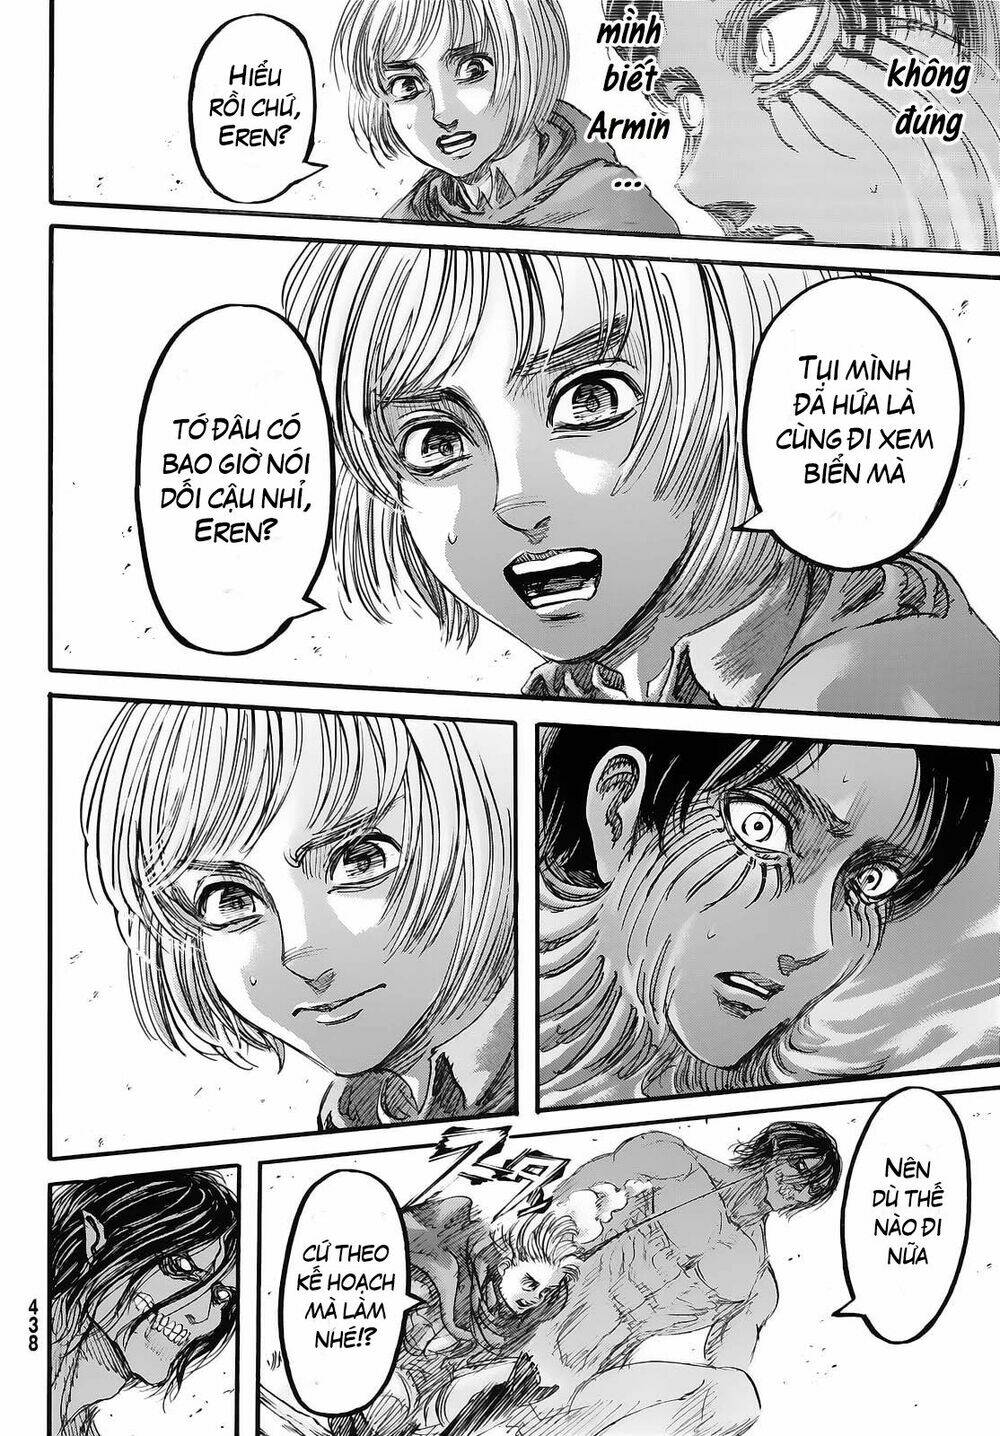 không
đúng
mình
biết
Armin
...
HIỂU
RỒI CHỨ,
EREN?
TỤI MÌNH
ĐÃ HỨA LÀ
CÙNG ĐI XEM
BIỂN MÀ
TỚ ĐÂU CÓ
BAO GIỜ NÓI
DỐI CẬU NHỈ,
EREN?
NÊN
DÙ THẾ
NÀO ĐI
NỮA
CỨ THEO
KẾ HOẠCH
MÀ LÀM
NHÉ!?
438